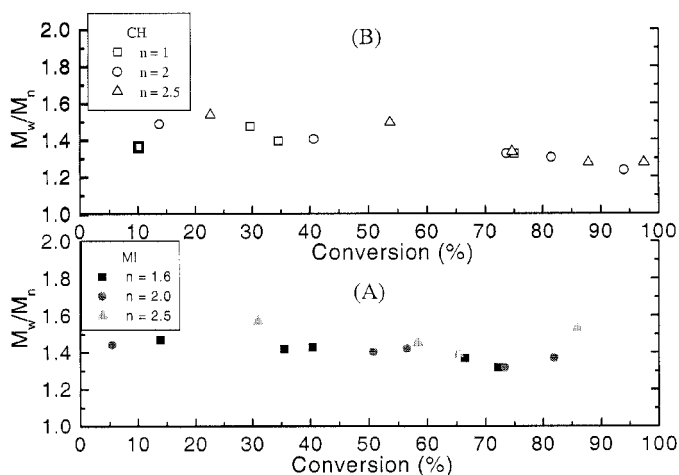 2.0
1.8
1.6
1.4
1.2
1.0
M_w/M_n
CH
n = 1
n = 2
n = 2.5
(B)
0 10 20 30 40 50 60 70 80 90 100
Conversion (%)
2.0
1.8
1.6
1.4
1.2
1.0
M_w/M_n
MI
n = 1.6
n = 2.0
n = 2.5
(A)
0 10 20 30 40 50 60 70 80 90 100
Conversion (%)